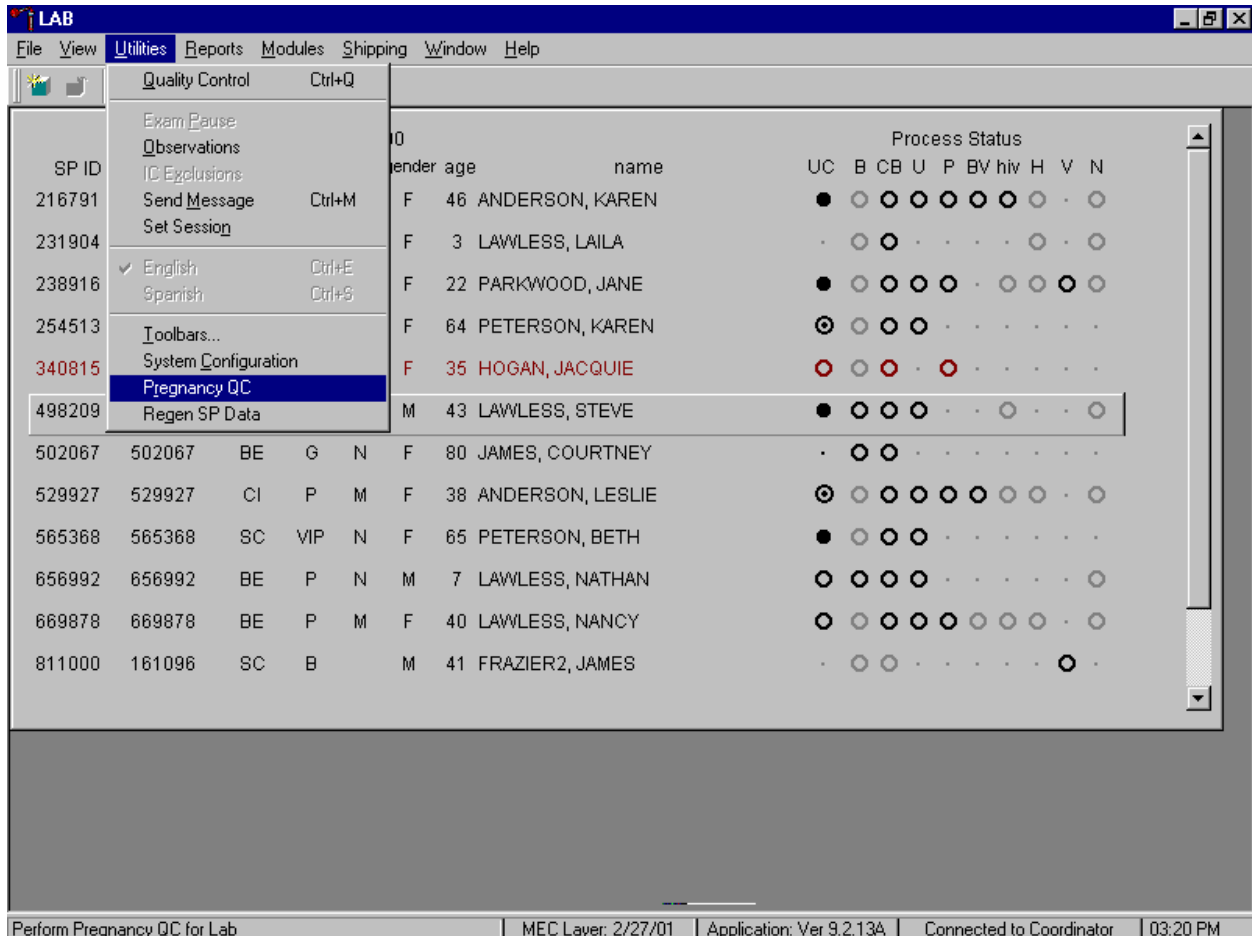 LAB
File View Utilities Reports Modules Shipping Window Help
Quality Control Ctrl+Q
Exam Pause
Observations
IC Exclusions
Send Message Ctrl+M
Set Session
English Ctrl+E
Spanish Ctrl+S
Toolbars...
System Configuration
Pregnancy QC
Regen SP Data
Process Status
SP ID age name UC B CB U P BV hiv H V N
216791 F 46 ANDERSON, KAREN
231904 F 3 LAWLESS, LAILA
238916 F 22 PARKWOOD, JANE
254513 F 64 PETERSON, KAREN
340815 F 35 HOGAN, JACQUIE
498209 M 43 LAWLESS, STEVE
502067 502067 BE G N F 80 JAMES, COURTNEY
529927 529927 CI P M F 38 ANDERSON, LESLIE
565368 565368 SC VIP N F 65 PETERSON, BETH
656992 656992 BE P N M 7 LAWLESS, NATHAN
669878 669878 BE P M F 40 LAWLESS, NANCY
811000 161096 SC B M 41 FRAZIER2, JAMES
Perform Pregnancy QC for Lab MEC Layer: 2/27/01 Application: Ver 9.2.13A Connected to Coordinator 03:20 PM